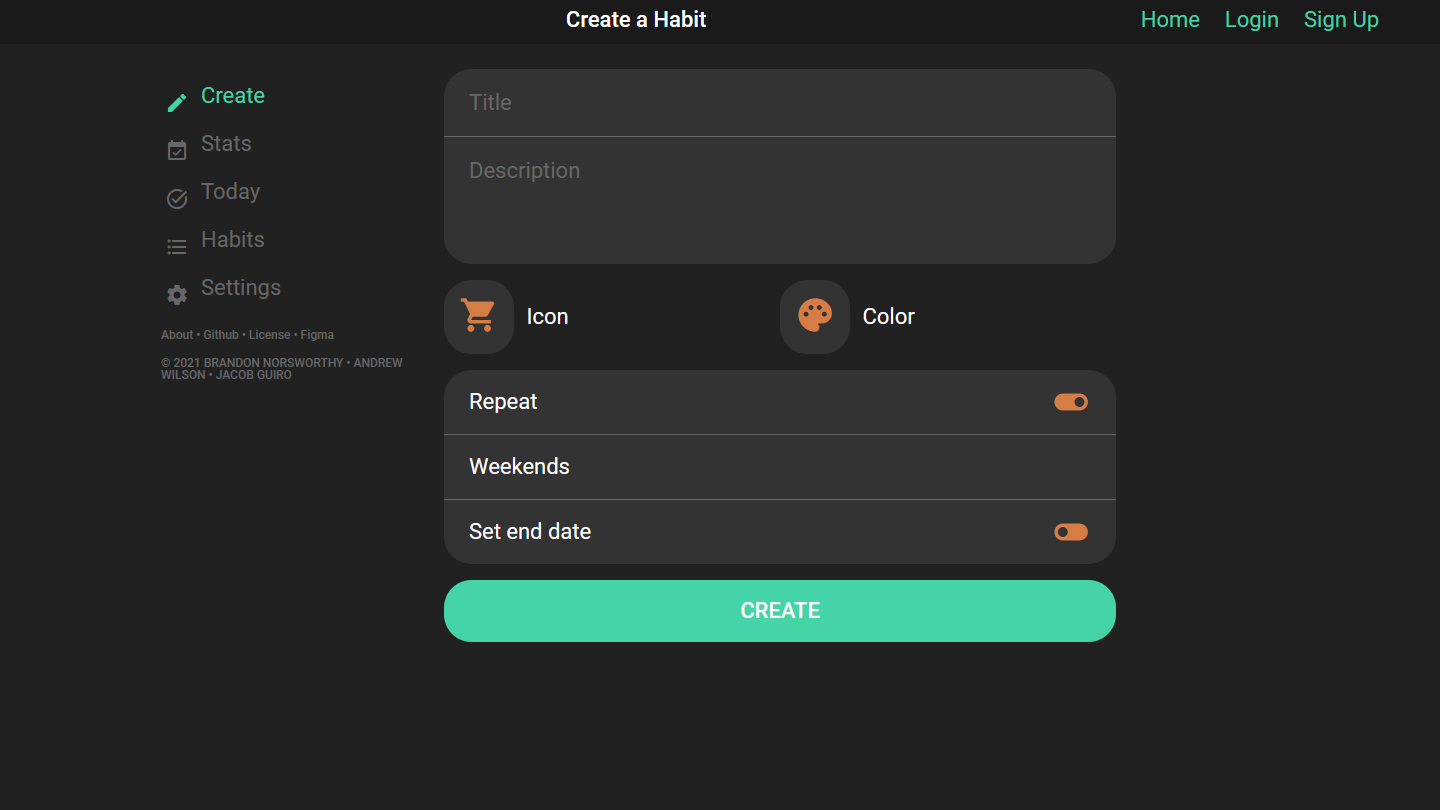 Create a Habit
Home Login Sign Up
Create
Stats
Today
Habits
Settings
About • Github • License • Figma
© 2021 BRANDON NORSWORTHY • ANDREW
WILSON • JACOB GUIRO
Title
Description
Icon
Color
Repeat
Weekends
Set end date
CREATE